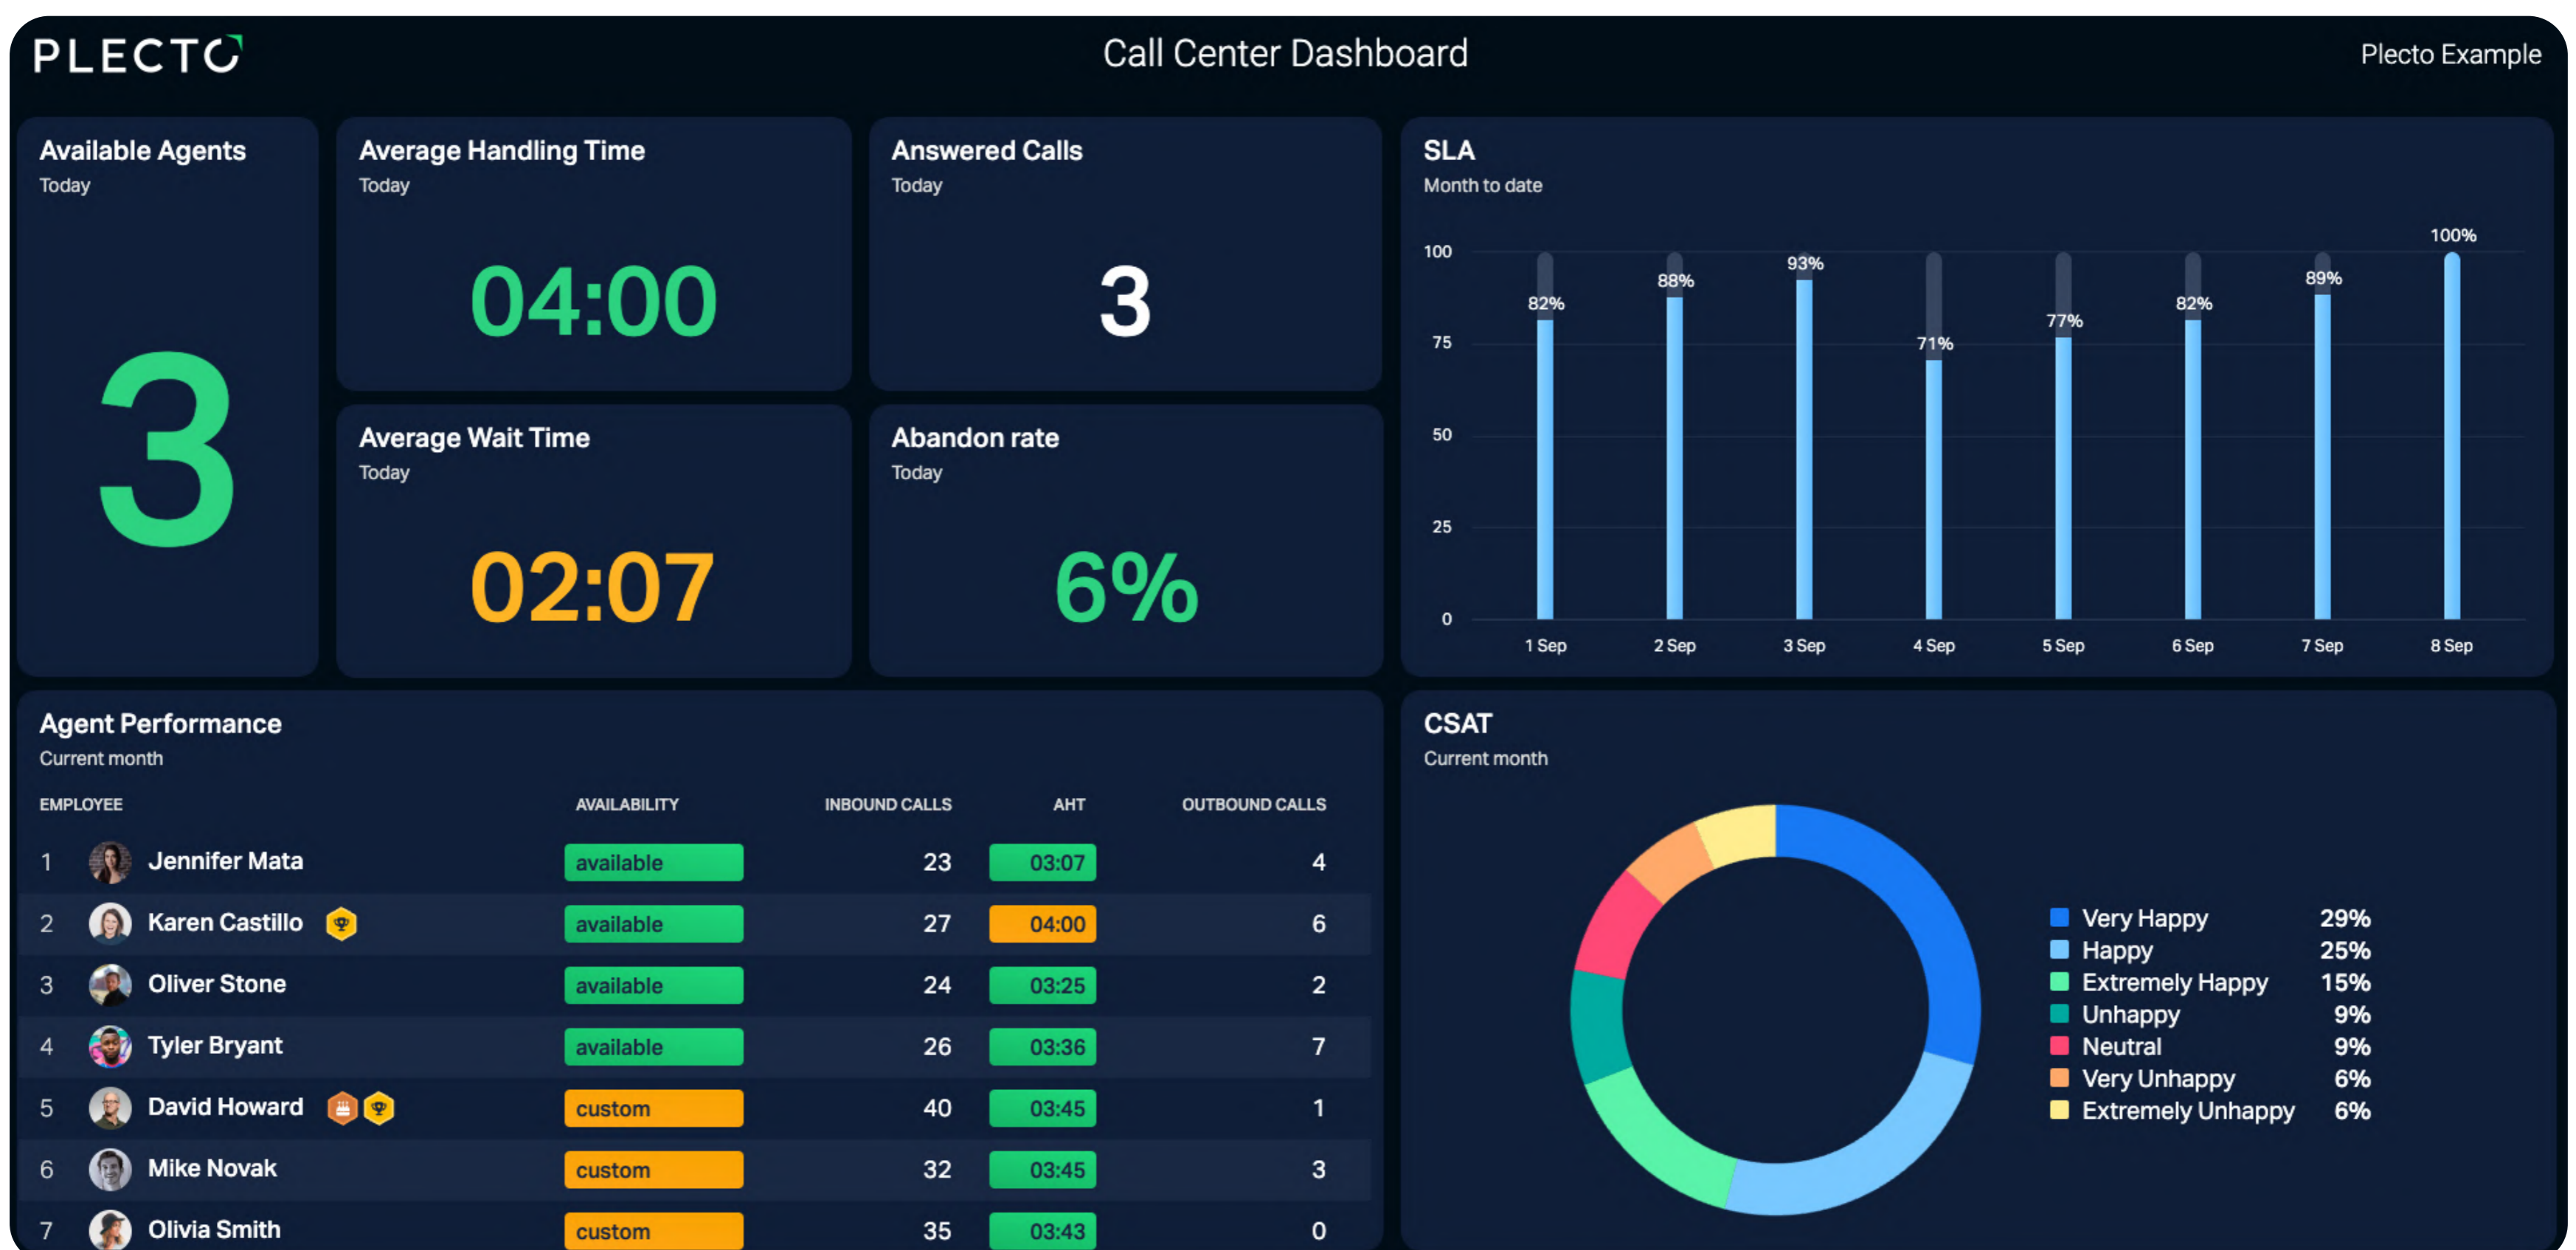 PLECTO
Call Center Dashboard
Plecto Example
Available Agents
Today
3
Average Handling Time
Today
04:00
Answered Calls
Today
3
Average Wait Time
Today
02:07
Abandon rate
Today
6%
SLA
Month to date
100
75
50
25
0
82%
88%
93%
71%
77%
82%
89%
100%
1 Sep
2 Sep
3 Sep
4 Sep
5 Sep
6 Sep
7 Sep
8 Sep
Agent Performance
Current month
EMPLOYEE AVAILABILITY INBOUND CALLS AHT OUTBOUND CALLS
1 Jennifer Mata available 23 03:07 4
2 Karen Castillo available 27 04:00 6
3 Oliver Stone available 24 03:25 2
4 Tyler Bryant available 26 03:36 7
5 David Howard custom 40 03:45 1
6 Mike Novak custom 32 03:45 3
7 Olivia Smith custom 35 03:43 0
CSAT
Current month
Very Happy 29%
Happy 25%
Extremely Happy 15%
Unhappy 9%
Neutral 9%
Very Unhappy 6%
Extremely Unhappy 6%